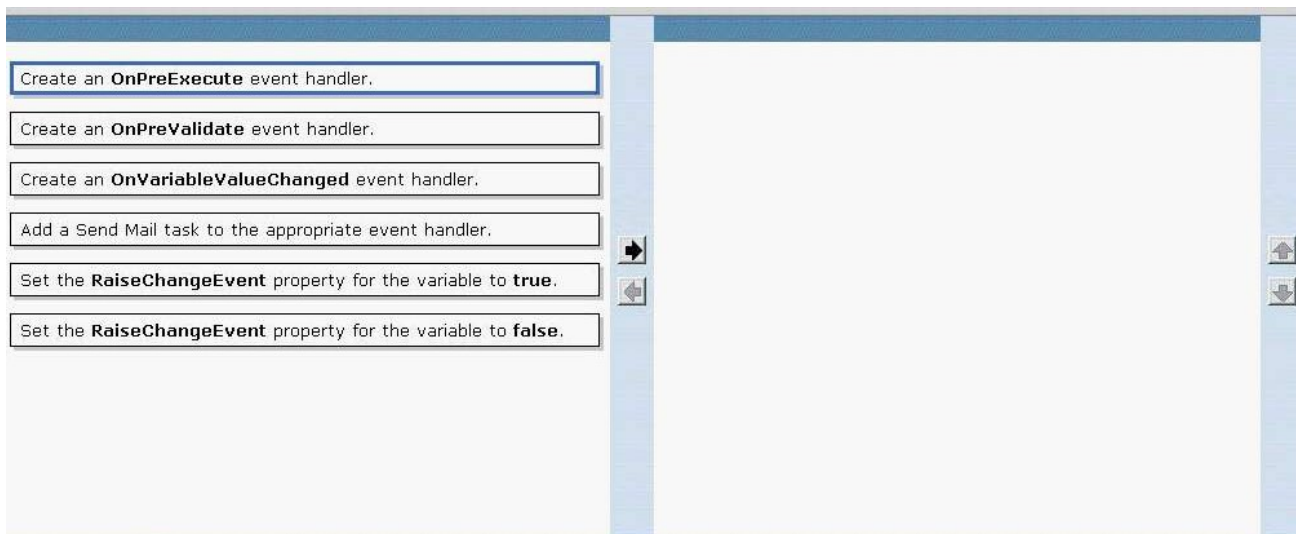 Create an OnPreExecute event handler.
Create an OnPreValidate event handler.
Create an OnVariableValueChanged event handler.
Add a Send Mail task to the appropriate event handler.
Set the RaiseChangeEvent property for the variable to true.
Set the RaiseChangeEvent property for the variable to false.